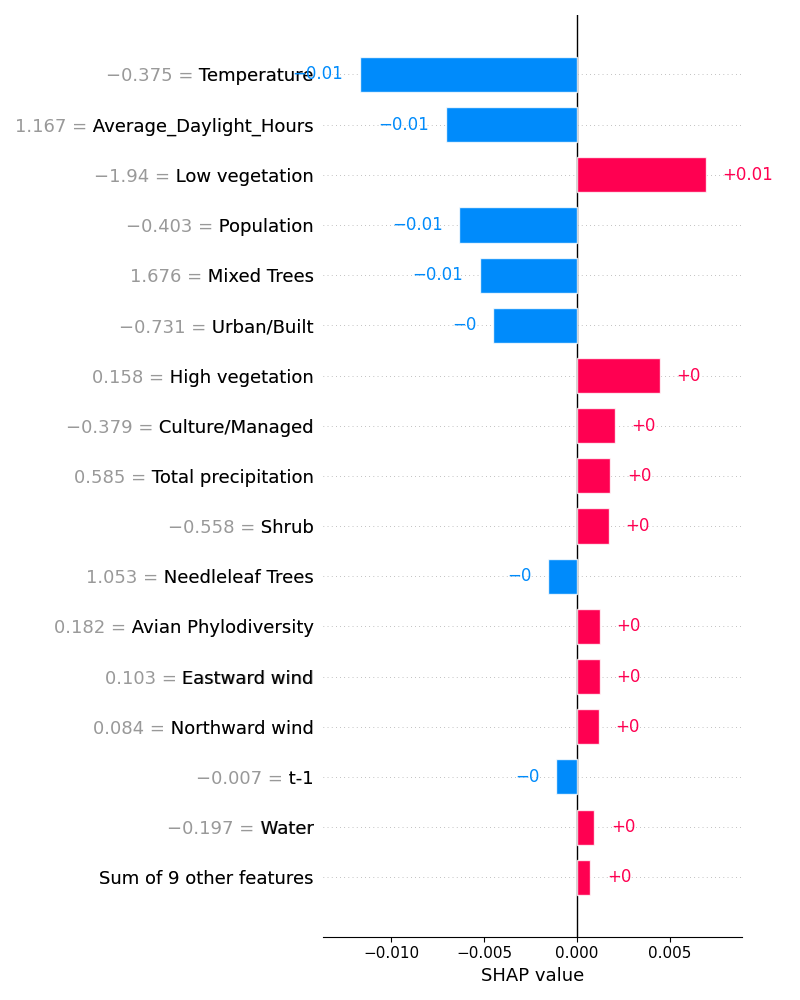 −0.375 = Temperature −0.01
1.167 = Average_Daylight_Hours −0.01
−1.94 = Low vegetation +0.01
−0.403 = Population −0.01
1.676 = Mixed Trees −0.01
−0.731 = Urban/Built −0
0.158 = High vegetation +0
−0.379 = Culture/Managed +0
0.585 = Total precipitation +0
−0.558 = Shrub +0
1.053 = Needleleaf Trees −0
0.182 = Avian Phylodiversity +0
0.103 = Eastward wind +0
0.084 = Northward wind +0
−0.007 = t-1 −0
−0.197 = Water +0
Sum of 9 other features +0
−0.010 −0.005 0.000 0.005
SHAP value